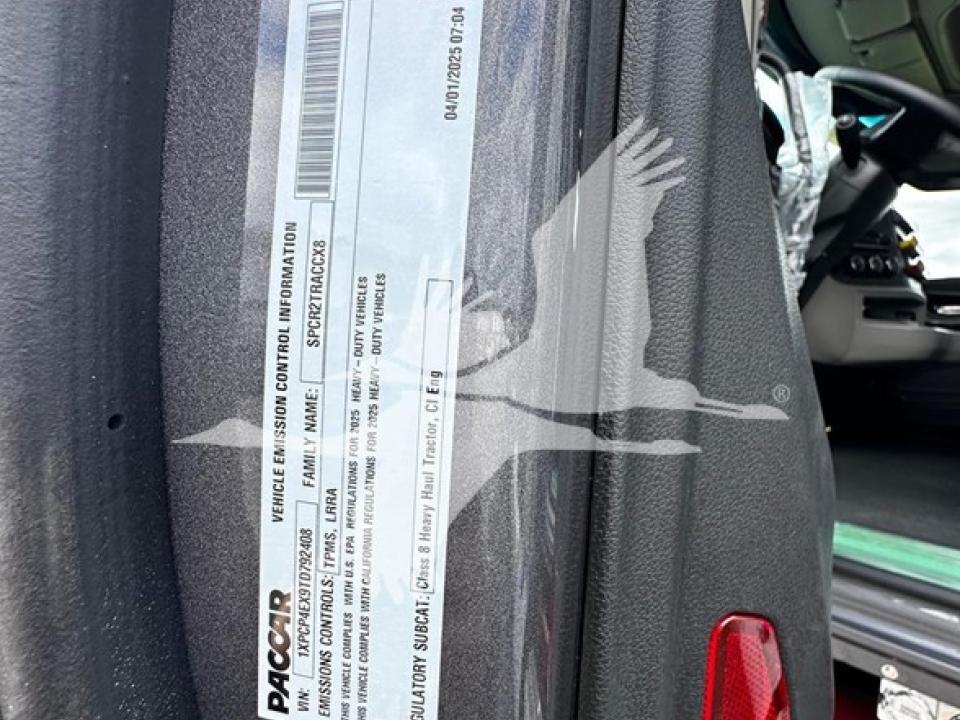 PACCAR
VEHICLE EMISSION CONTROL INFORMATION
VIN: 1XPCP4EX9TD792408 FAMILY NAME: SPCR2TRACCX8
EMISSIONS CONTROLS: TPMS, LRRA
THIS VEHICLE COMPLIES WITH U.S. EPA REGULATIONS FOR 2025 HEAVY-DUTY VEHICLES
HIS VEHICLE COMPLIES WITH CALIFORNIA REGULATIONS FOR 2025 HEAVY-DUTY VEHICLES
GULATORY SUBCAT: Class 8 Heavy Haul Tractor, CI Eng
04/01/2025 07:04
®